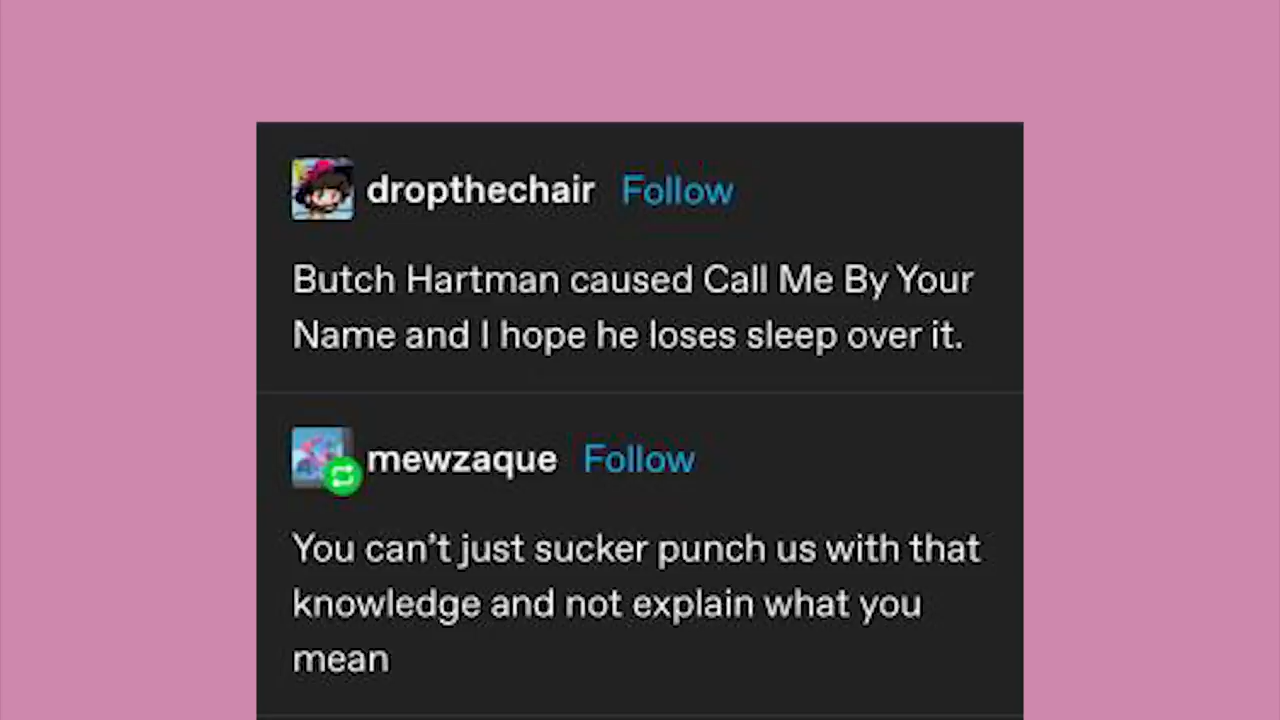 dropthechair Follow
Butch Hartman caused Call Me By Your
Name and I hope he loses sleep over it.
mewzaque Follow
You can’t just sucker punch us with that
knowledge and not explain what you
mean